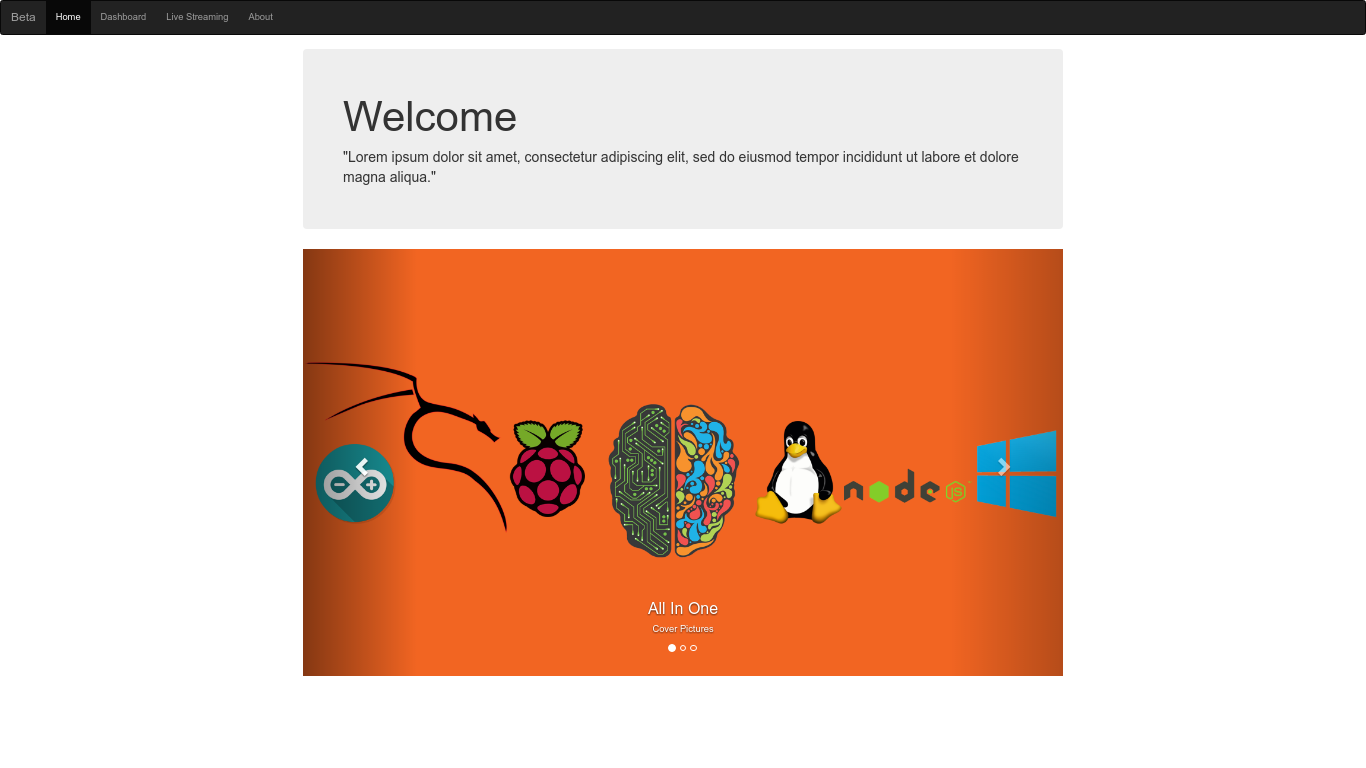 Beta Home Dashboard Live Streaming About
Welcome
"Lorem ipsum dolor sit amet, consectetur adipiscing elit, sed do eiusmod tempor incididunt ut labore et dolore
magna aliqua."
node JS
All In One
Cover Pictures